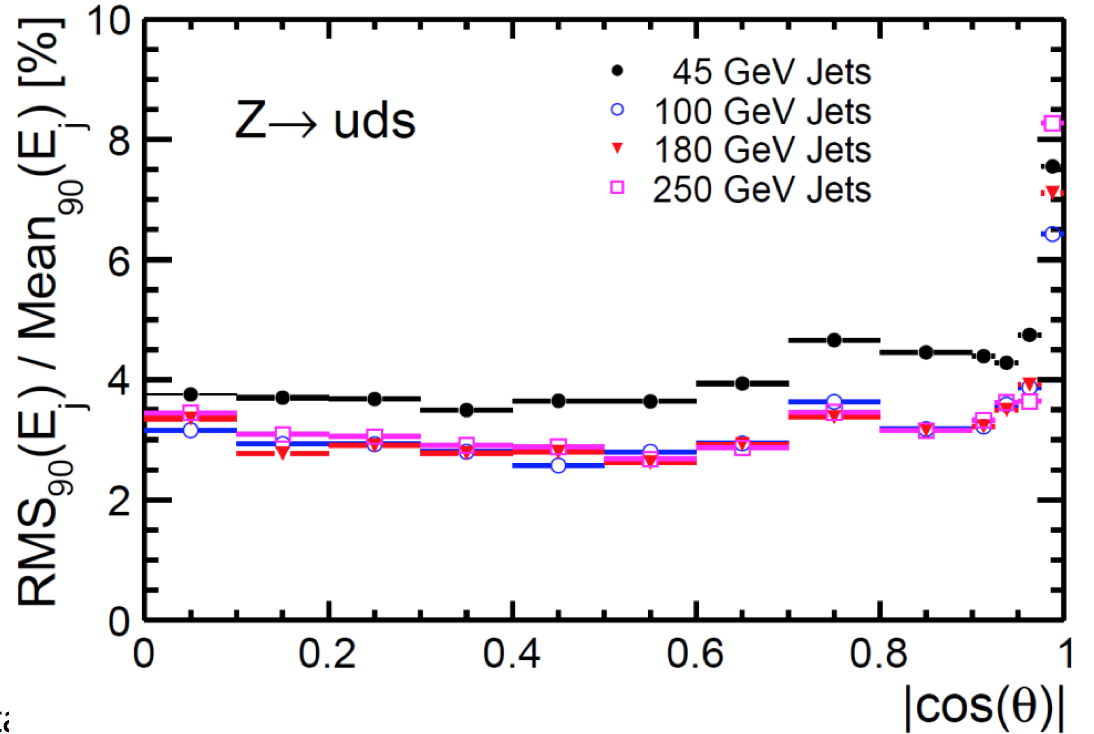 RMS90(Ej) / Mean90(Ej) [%]
10
8
6
4
2
0
Z→ uds
45 GeV Jets
100 GeV Jets
180 GeV Jets
250 GeV Jets
0 0.2 0.4 0.6 0.8 1
|cos(θ)|